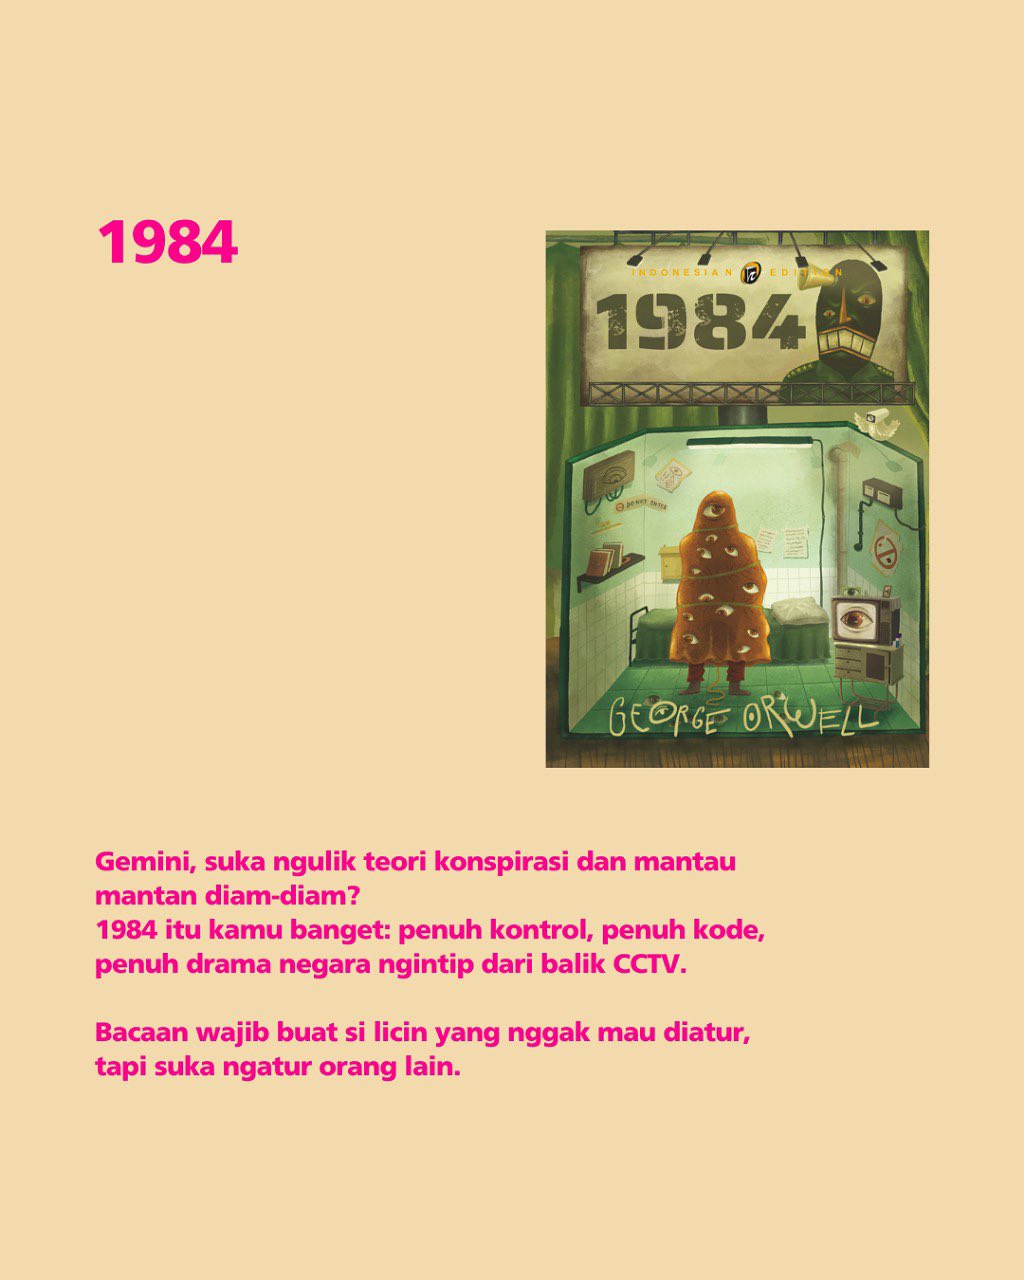 1984
INDONESIAN EDITION
1984
DO NOT ENTER
GEORGE ORWELL
Gemini, suka ngulik teori konspirasi dan mantau
mantan diam-diam?
1984 itu kamu banget: penuh kontrol, penuh kode,
penuh drama negara ngintip dari balik CCTV.
Bacaan wajib buat si licin yang nggak mau diatur,
tapi suka ngatur orang lain.